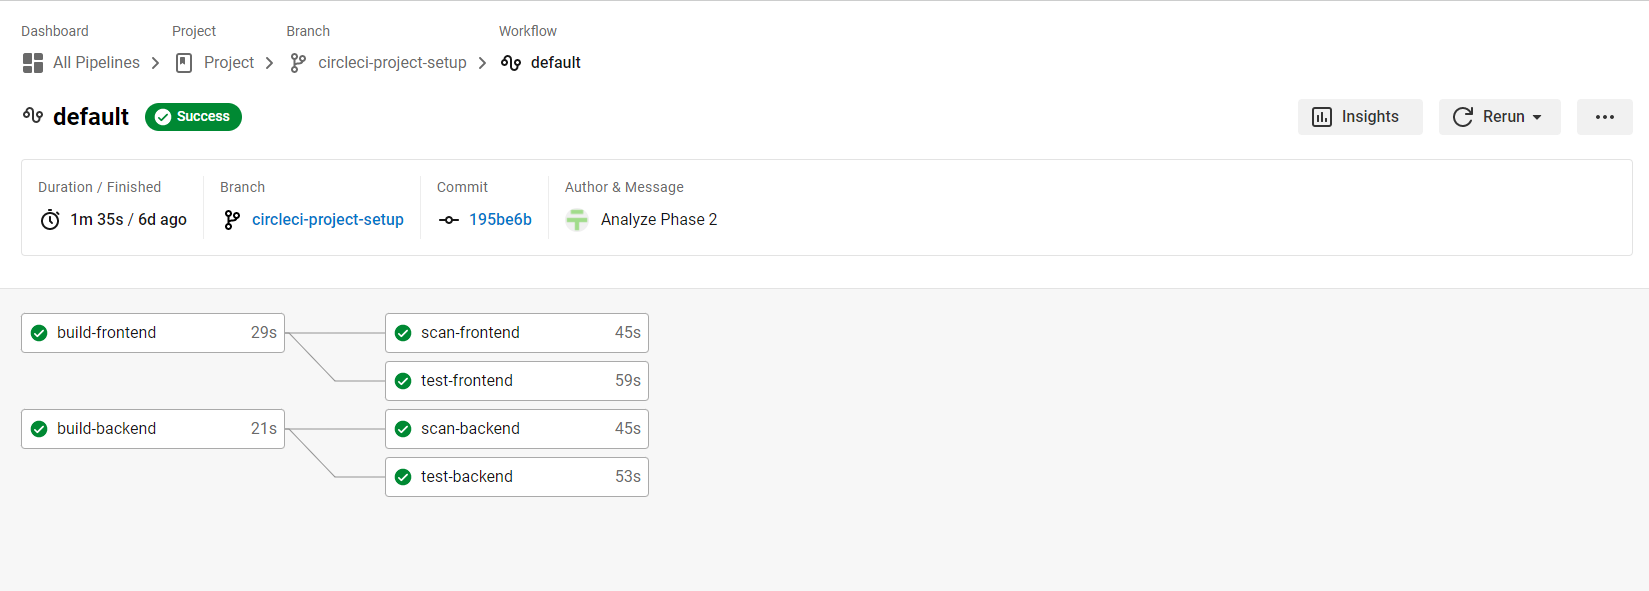 Dashboard Project Branch Workflow
All Pipelines Project circleci-project-setup default
default Success Insights Rerun
Duration / Finished Branch Commit Author & Message
1m 35s / 6d ago circleci-project-setup 195be6b Analyze Phase 2
build-frontend 29s scan-frontend 45s
test-frontend 59s
build-backend 21s scan-backend 45s
test-backend 53s